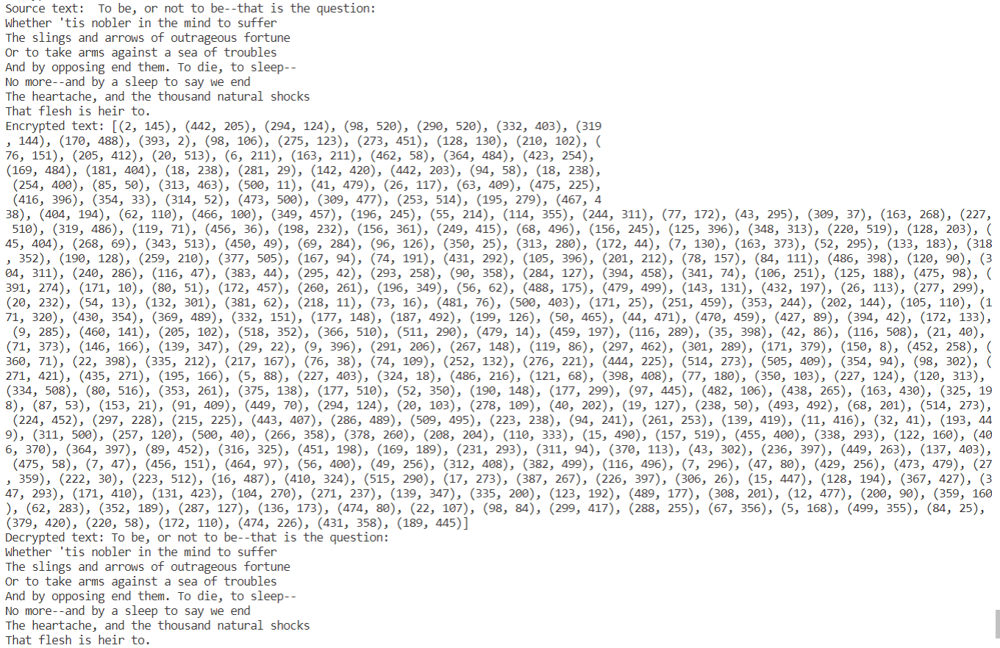 Source text:  To be, or not to be--that is the question:
Whether 'tis nobler in the mind to suffer
The slings and arrows of outrageous fortune
Or to take arms against a sea of troubles
And by opposing end them. To die, to sleep--
No more--and by a sleep to say we end
The heartache, and the thousand natural shocks
That flesh is heir to.
Encrypted text: [(2, 145), (442, 205), (294, 124), (98, 520), (290, 520), (332, 403), (319
, 144), (170, 488), (393, 2), (98, 106), (275, 123), (273, 451), (128, 130), (210, 102), (
76, 151), (205, 412), (20, 513), (6, 211), (163, 211), (462, 58), (364, 484), (423, 254),
(169, 484), (181, 404), (18, 238), (281, 29), (142, 420), (442, 203), (94, 58), (18, 238),
(254, 400), (85, 50), (313, 463), (500, 11), (41, 479), (26, 117), (63, 409), (475, 225),
(416, 396), (354, 33), (314, 52), (473, 500), (309, 477), (253, 514), (195, 279), (467, 4
38), (404, 194), (62, 110), (466, 100), (349, 457), (196, 245), (55, 214), (114, 355), (244, 311), (77, 172), (43, 295), (309, 37), (163, 268), (227,
510), (319, 486), (119, 71), (456, 36), (198, 232), (156, 361), (249, 415), (68, 496), (156, 245), (125, 396), (348, 313), (220, 519), (128, 203), (
45, 404), (268, 69), (343, 513), (450, 49), (69, 284), (96, 126), (350, 25), (313, 280), (172, 44), (7, 130), (163, 373), (52, 295), (133, 183), (318
, 352), (190, 128), (259, 210), (377, 505), (167, 94), (74, 191), (431, 292), (105, 396), (201, 212), (78, 157), (84, 111), (486, 398), (120, 90), (3
04, 311), (240, 286), (116, 47), (383, 44), (295, 42), (293, 258), (90, 358), (284, 127), (394, 458), (341, 74), (106, 251), (125, 188), (475, 98), (
391, 274), (171, 10), (80, 51), (172, 457), (260, 261), (196, 349), (56, 62), (488, 175), (479, 499), (143, 131), (432, 197), (26, 113), (277, 299),
(20, 232), (54, 13), (132, 301), (381, 62), (218, 11), (73, 16), (481, 76), (500, 403), (171, 25), (251, 459), (353, 244), (202, 144), (105, 110), (1
71, 320), (430, 354), (369, 489), (332, 151), (177, 148), (187, 492), (199, 126), (50, 465), (44, 471), (470, 459), (427, 89), (394, 42), (172, 133),
(9, 285), (460, 141), (205, 102), (518, 352), (366, 510), (511, 290), (479, 14), (459, 197), (116, 289), (35, 398), (42, 86), (116, 508), (21, 40),
(71, 373), (146, 166), (139, 347), (29, 22), (9, 396), (291, 206), (267, 148), (119, 86), (297, 462), (301, 289), (171, 379), (150, 8), (452, 258), (
360, 71), (22, 398), (335, 212), (217, 167), (76, 38), (74, 109), (252, 132), (276, 221), (444, 225), (514, 273), (505, 409), (354, 94), (98, 302), (
271, 421), (435, 271), (195, 166), (5, 88), (227, 403), (324, 18), (486, 216), (121, 68), (398, 408), (77, 180), (350, 103), (227, 124), (120, 313),
(334, 508), (80, 516), (353, 261), (375, 138), (177, 510), (52, 350), (190, 148), (177, 299), (97, 445), (482, 106), (438, 265), (163, 430), (325, 19
8), (87, 53), (153, 21), (91, 409), (449, 70), (294, 124), (20, 103), (278, 109), (40, 202), (19, 127), (238, 50), (493, 492), (68, 201), (514, 273),
(224, 452), (297, 228), (215, 225), (443, 407), (286, 489), (509, 495), (223, 238), (94, 241), (261, 253), (139, 419), (11, 416), (32, 41), (193, 44
9), (311, 500), (257, 120), (500, 40), (266, 358), (378, 260), (208, 204), (110, 333), (15, 490), (157, 519), (455, 400), (338, 293), (122, 160), (40
6, 370), (364, 397), (89, 452), (316, 325), (451, 198), (169, 189), (231, 293), (311, 94), (370, 113), (43, 302), (236, 397), (449, 263), (137, 403),
(475, 58), (7, 47), (456, 151), (464, 97), (56, 400), (49, 256), (312, 408), (382, 499), (116, 496), (7, 296), (47, 80), (429, 256), (473, 479), (27
, 359), (222, 30), (223, 512), (16, 487), (410, 324), (515, 290), (17, 273), (387, 267), (226, 397), (306, 26), (15, 447), (128, 194), (367, 427), (3
47, 293), (171, 410), (131, 423), (104, 270), (271, 237), (139, 347), (335, 200), (123, 192), (489, 177), (308, 201), (12, 477), (200, 90), (359, 160
), (62, 283), (352, 189), (287, 127), (136, 173), (474, 80), (22, 107), (98, 84), (299, 417), (288, 255), (67, 356), (5, 168), (499, 355), (84, 25),
(379, 420), (220, 58), (172, 110), (474, 226), (431, 358), (189, 445)]
Decrypted text: To be, or not to be--that is the question:
Whether 'tis nobler in the mind to suffer
The slings and arrows of outrageous fortune
Or to take arms against a sea of troubles
And by opposing end them. To die, to sleep--
No more--and by a sleep to say we end
The heartache, and the thousand natural shocks
That flesh is heir to.